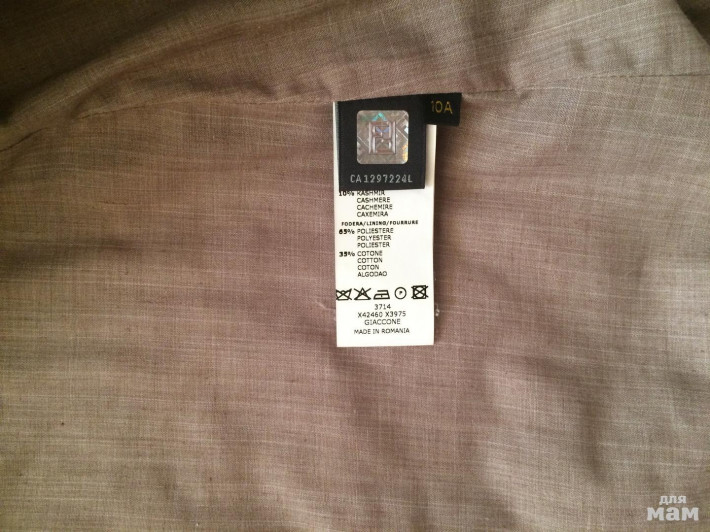 10A
CA1297224L
10% KASHMIR
CASHMERE
CACHEMIRE
CAXEMIRA
FODERA/LINING/FOURRURE
65% POLIESTERE
POLYESTER
POLIESTER
35% COTONE
COTTON
COTON
ALGODAO
3714
X42460 X3975
GIACCONE
MADE IN ROMANIA
для
мам